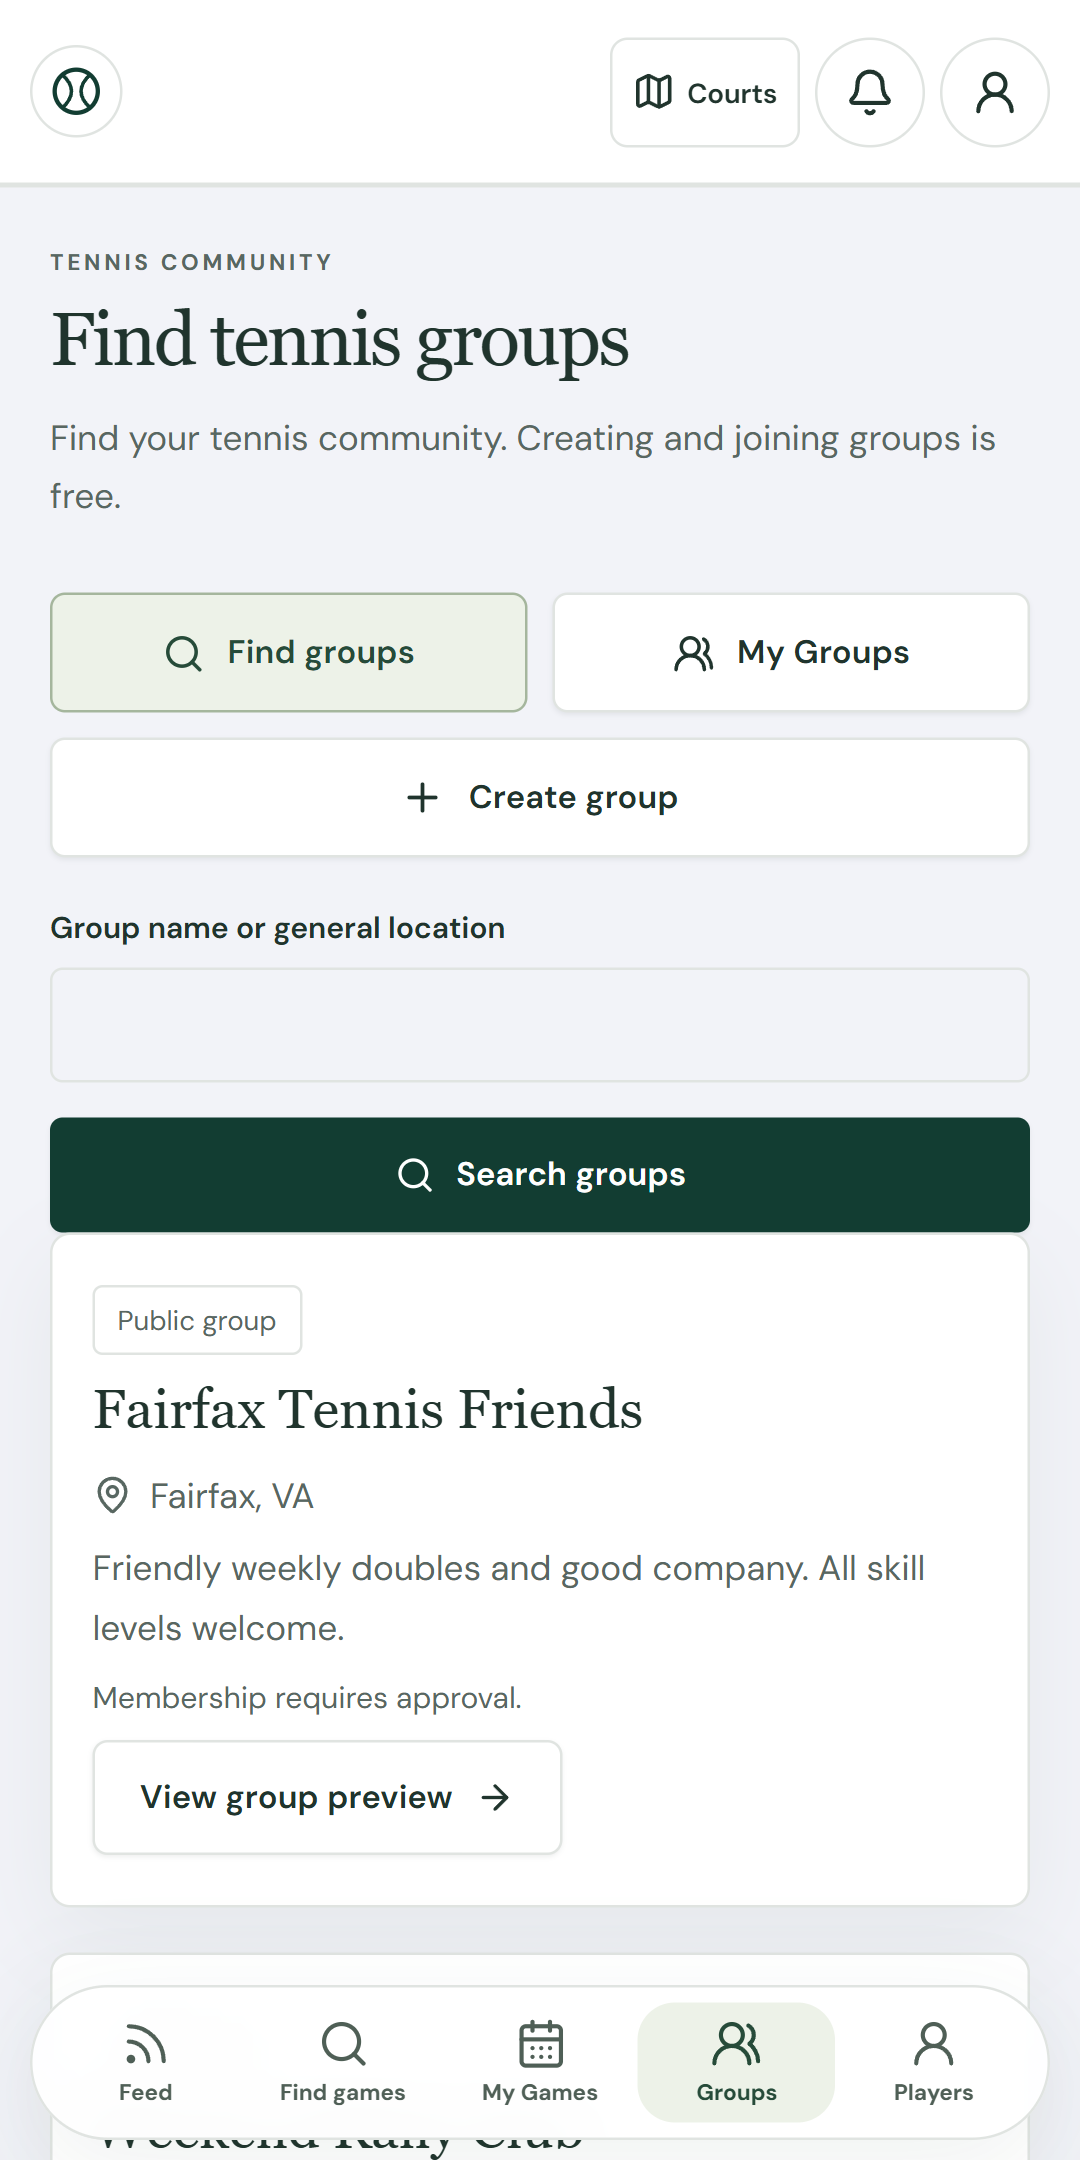 Courts
TENNIS COMMUNITY
Find tennis groups
Find your tennis community. Creating and joining groups is
free.
Find groups
My Groups
Create group
Group name or general location
Search groups
Public group
Fairfax Tennis Friends
Fairfax, VA
Friendly weekly doubles and good company. All skill
levels welcome.
Membership requires approval.
View group preview
Feed
Find games
My Games
Groups
Players
Weekend Rally Club